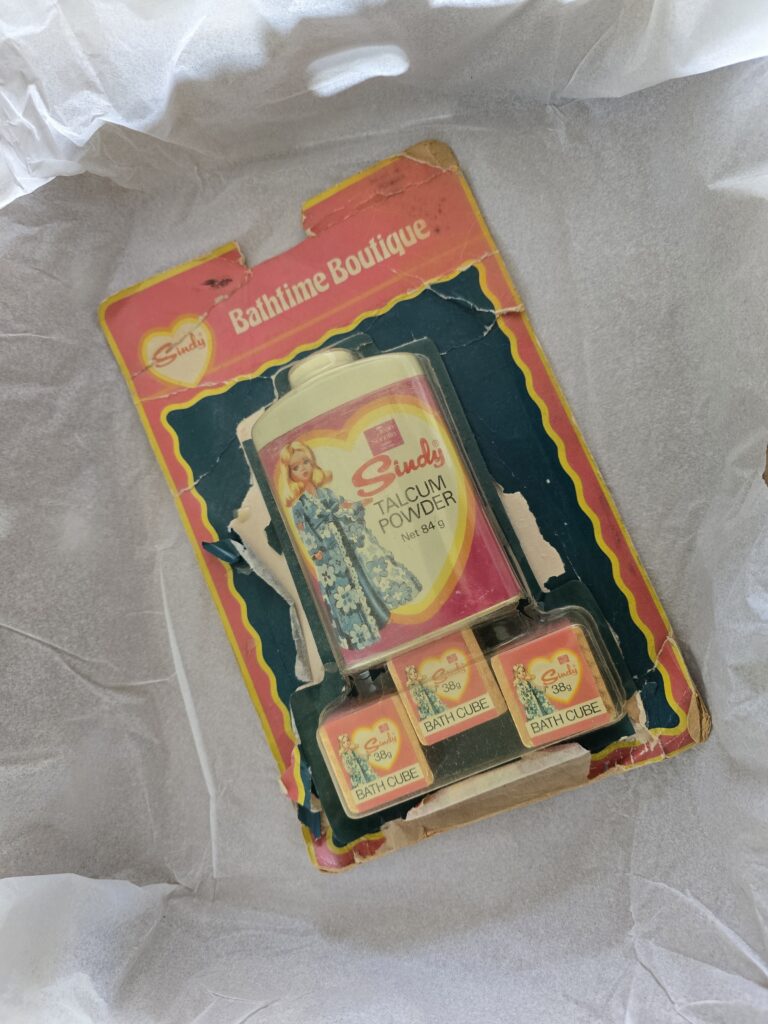 Bathtime Boutique
Sindy
Sindy®
TALCUM
POWDER
Net 84 g
Sindy
38g
BATH CUBE
Sindy
38g
BATH CUBE
Sindy
38g
BATH CUBE